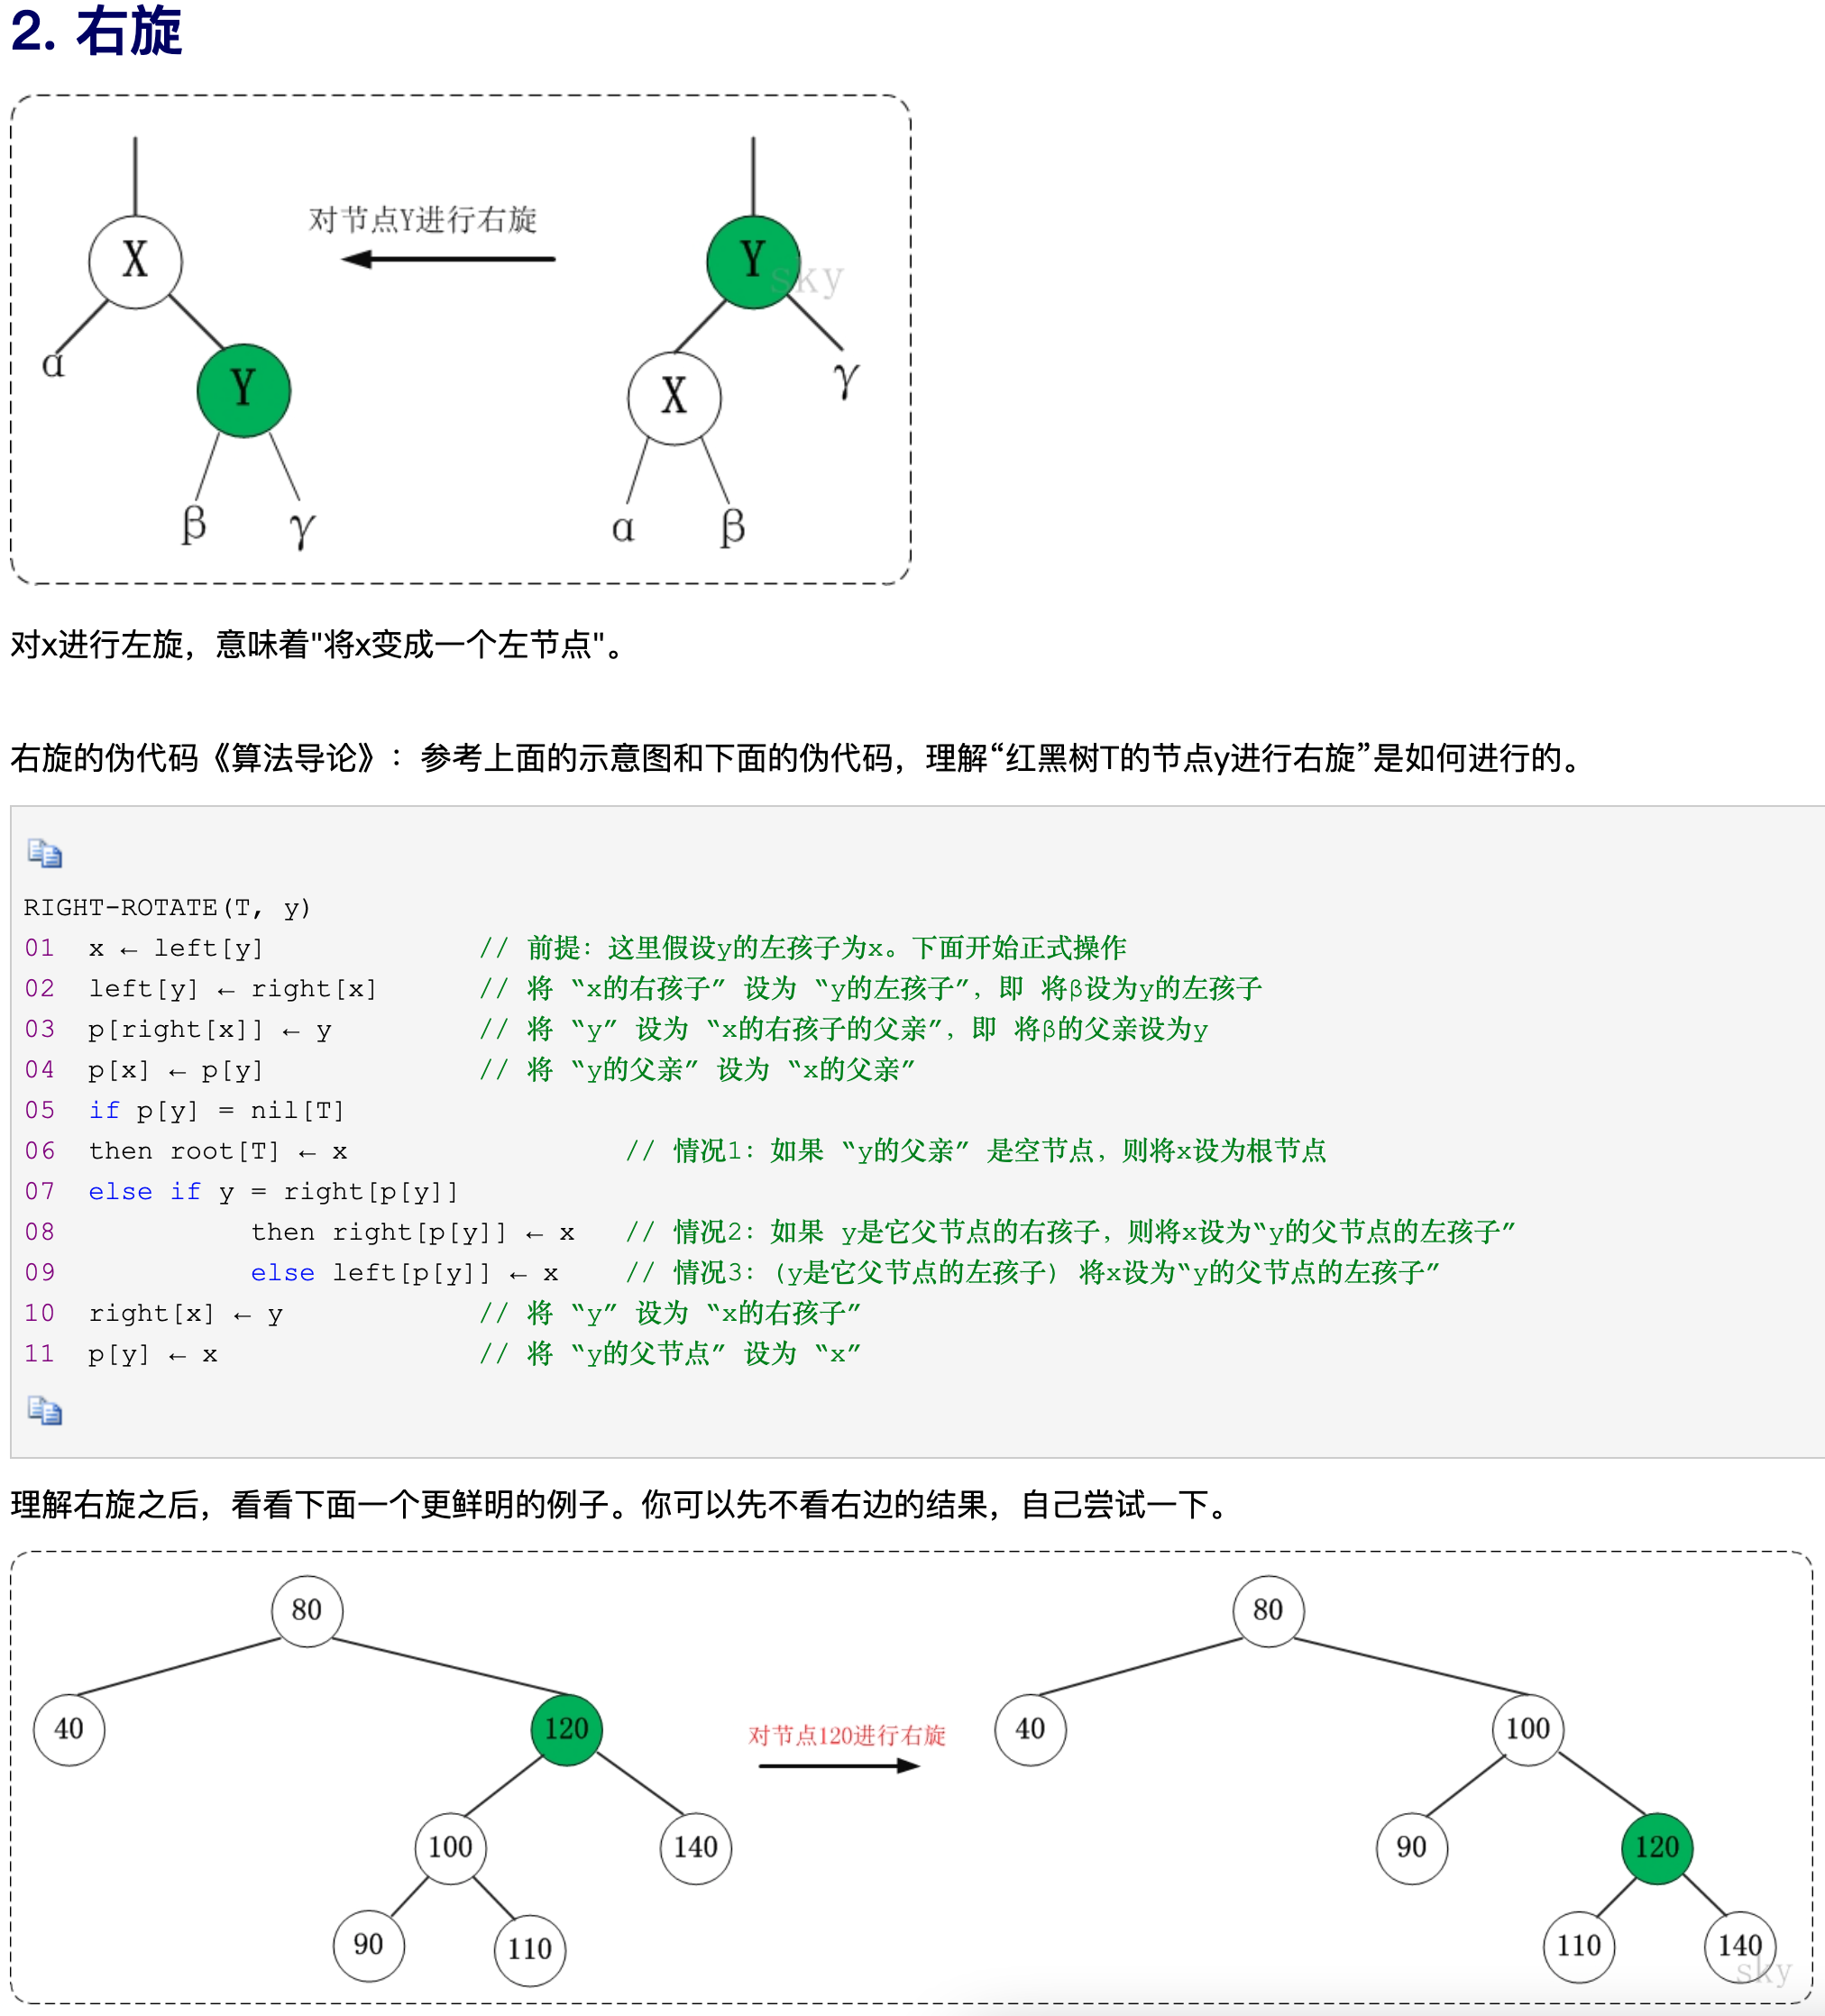 2. 右旋
对节点Y进行右旋
X
Y
sky
α
Y
X
γ
β
γ
α
β
对x进行左旋，意味着"将x变成一个左节点"。
右旋的伪代码《算法导论》：参考上面的示意图和下面的伪代码，理解“红黑树T的节点y进行右旋”是如何进行的。
RIGHT-ROTATE(T, y)
01  x ← left[y]             // 前提：这里假设y的左孩子为x。下面开始正式操作
02  left[y] ← right[x]      // 将 “x的右孩子” 设为 “y的左孩子”，即 将β设为y的左孩子
03  p[right[x]] ← y         // 将 “y” 设为 “x的右孩子的父亲”，即 将β的父亲设为y
04  p[x] ← p[y]             // 将 “y的父亲” 设为 “x的父亲”
05  if p[y] = nil[T]
06  then root[T] ← x                 // 情况1：如果 “y的父亲” 是空节点，则将x设为根节点
07  else if y = right[p[y]]
08            then right[p[y]] ← x   // 情况2：如果 y是它父节点的右孩子，则将x设为“y的父节点的左孩子”
09            else left[p[y]] ← x    // 情况3：(y是它父节点的左孩子) 将x设为“y的父节点的左孩子”
10  right[x] ← y            // 将 “y” 设为 “x的右孩子”
11  p[y] ← x                // 将 “y的父节点” 设为 “x”
理解右旋之后，看看下面一个更鲜明的例子。你可以先不看右边的结果，自己尝试一下。
80
40
120
100
140
90
110
对节点120进行右旋
80
40
100
90
120
110
140
sky